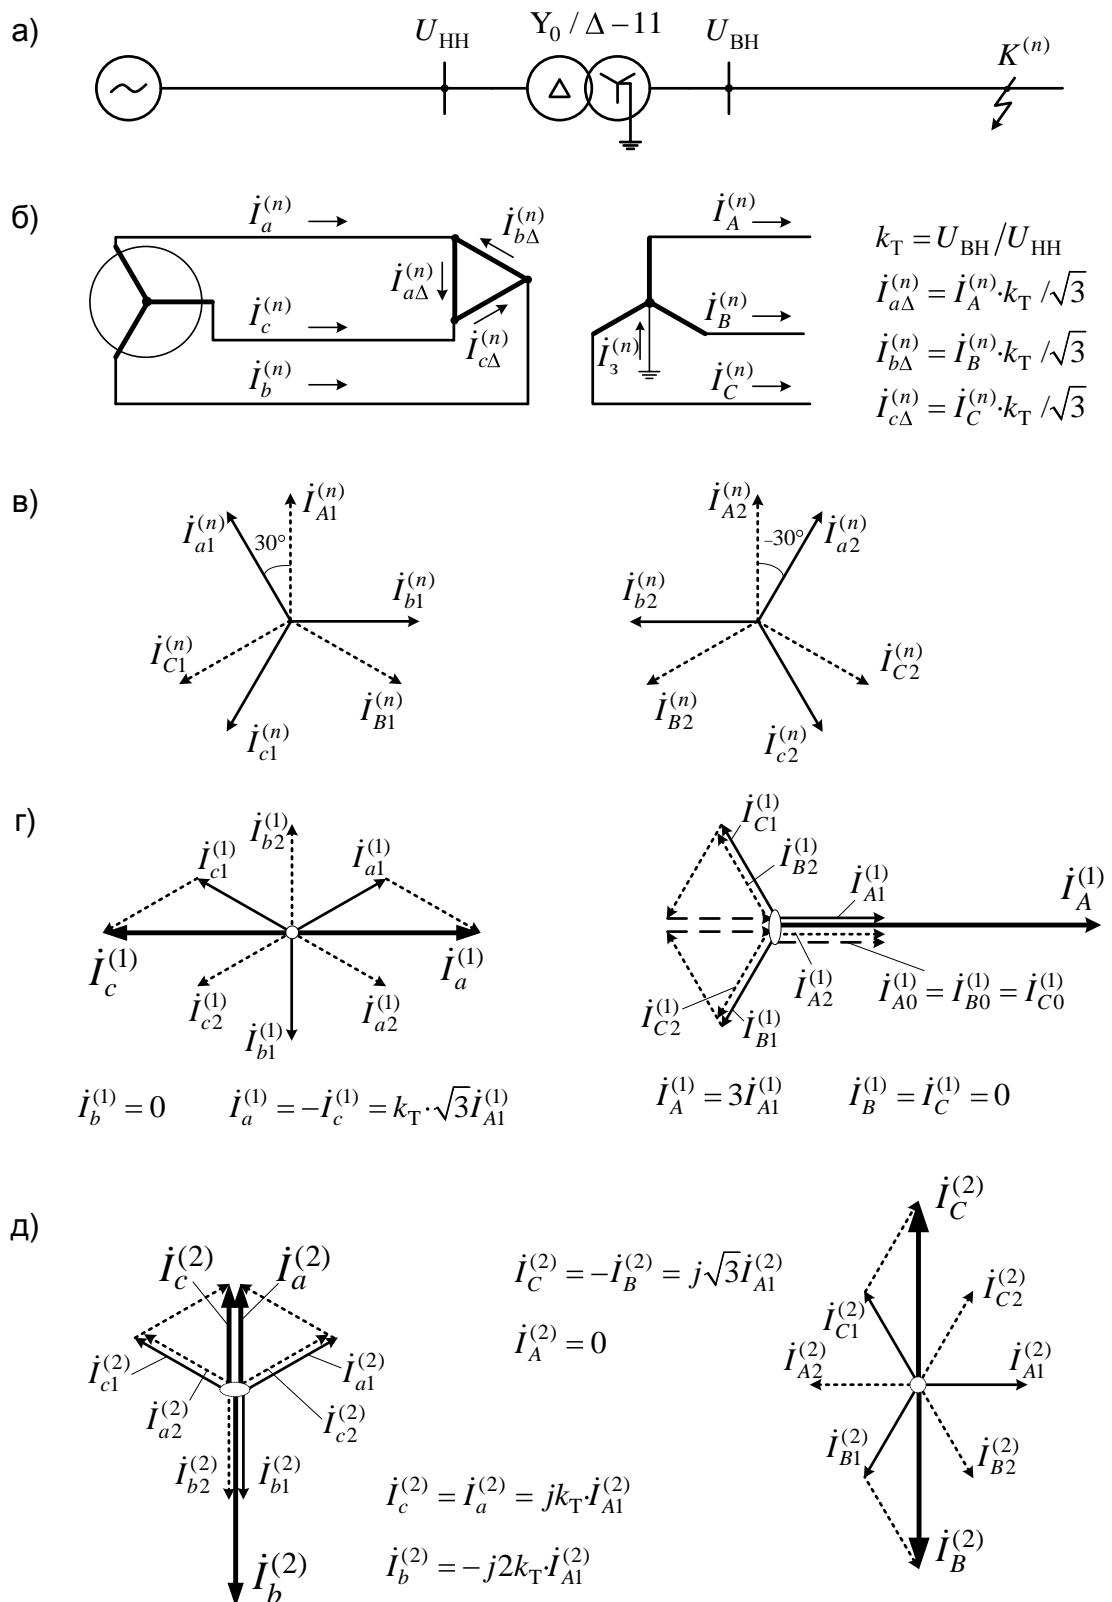 а)
U_НН
Y₀ / Δ – 11
U_ВН
K^(n)
б)
İ_a^(n)
İ_bΔ^(n)
İ_aΔ^(n)
İ_c^(n)
İ_cΔ^(n)
İ_b^(n)
İ_A^(n)
İ_B^(n)
İ_з^(n)
İ_C^(n)
k_T = U_ВН / U_НН
İ_aΔ^(n) = İ_A^(n)·k_T / √3
İ_bΔ^(n) = İ_B^(n)·k_T / √3
İ_cΔ^(n) = İ_C^(n)·k_T / √3
в)
İ_A1^(n)
İ_a1^(n)
30°
İ_b1^(n)
İ_C1^(n)
İ_B1^(n)
İ_c1^(n)
İ_A2^(n)
–30°
İ_a2^(n)
İ_b2^(n)
İ_C2^(n)
İ_B2^(n)
İ_c2^(n)
г)
İ_b2^(1)
İ_c1^(1)
İ_a1^(1)
İ_c^(1)
İ_a^(1)
İ_c2^(1)
İ_a2^(1)
İ_b1^(1)
İ_b^(1) = 0
İ_a^(1) = –İ_c^(1) = k_T·√3İ_A1^(1)
İ_C1^(1)
İ_B2^(1)
İ_A1^(1)
İ_A^(1)
İ_A2^(1)
İ_A0^(1) = İ_B0^(1) = İ_C0^(1)
İ_C2^(1)
İ_B1^(1)
İ_A^(1) = 3İ_A1^(1)
İ_B^(1) = İ_C^(1) = 0
д)
İ_c^(2)
İ_a^(2)
İ_c1^(2)
İ_a1^(2)
İ_a2^(2)
İ_c2^(2)
İ_b2^(2)
İ_b1^(2)
İ_b^(2)
İ_C^(2) = –İ_B^(2) = j√3İ_A1^(2)
İ_A^(2) = 0
İ_c^(2) = İ_a^(2) = jk_T·İ_A1^(2)
İ_b^(2) = –j2k_T·İ_A1^(2)
İ_C^(2)
İ_C2^(2)
İ_C1^(2)
İ_A2^(2)
İ_A1^(2)
İ_B1^(2)
İ_B2^(2)
İ_B^(2)